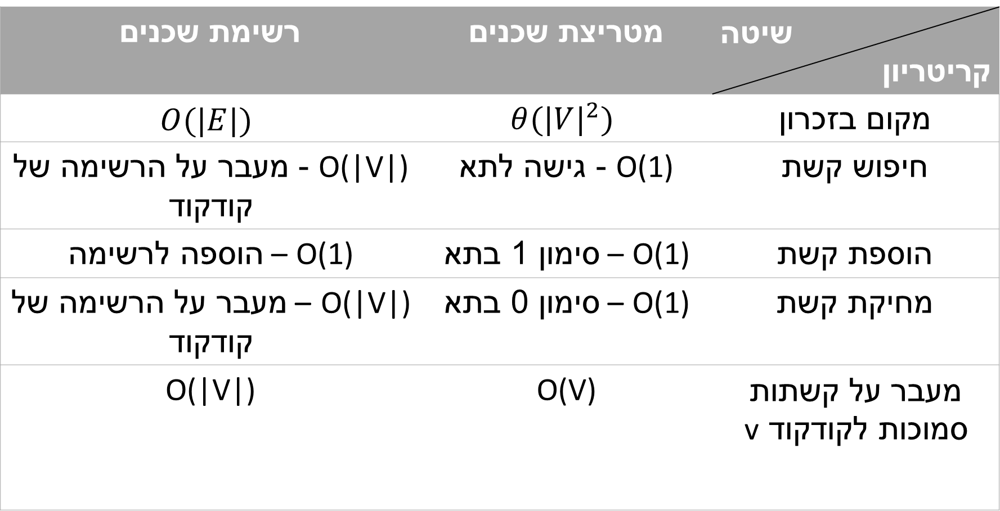 שיטה
קריטריון
מטריצת שכנים
רשימת שכנים
מקום בזכרון
θ(|V|²)
O(|E|)
חיפוש קשת
O(1) - גישה לתא
O(|V|) - מעבר על הרשימה של
קודקוד
הוספת קשת
O(1) – סימון 1 בתא
O(1) – הוספה לרשימה
מחיקת קשת
O(1) – סימון 0 בתא
O(|V|) – מעבר על הרשימה של
קודקוד
מעבר על קשתות
סמוכות לקודקוד v
O(V)
O(|V|)